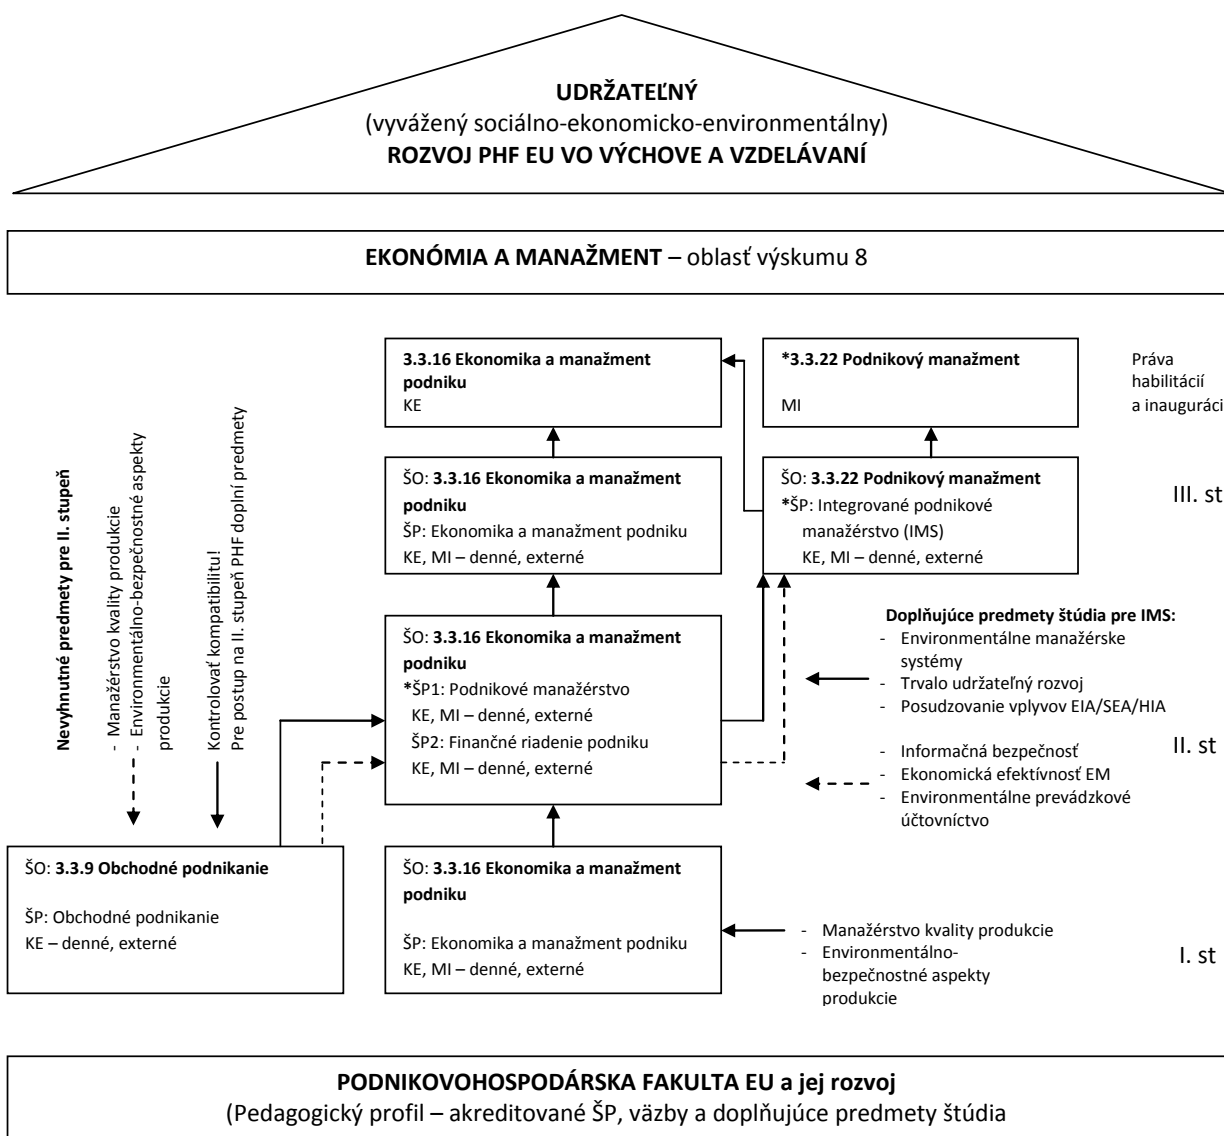 UDRŽATEĽNÝ
(vyvážený sociálno-ekonomicko-environmentálny)
ROZVOJ PHF EU VO VÝCHOVE A VZDELÁVANÍ
EKONÓMIA A MANAŽMENT – oblasť výskumu 8
3.3.16 Ekonomika a manažment
podniku
KE
*3.3.22 Podnikový manažment
MI
Práva
habilitácií
a inauguráci
ŠO: 3.3.16 Ekonomika a manažment
podniku
ŠP: Ekonomika a manažment podniku
KE, MI – denné, externé
ŠO: 3.3.22 Podnikový manažment
*ŠP: Integrované podnikové
manažérstvo (IMS)
KE, MI – denné, externé
III. st
Nevyhnutné predmety pre II. stupeň
- Manažérstvo kvality produkcie
- Environmentálno-bezpečnostné aspekty
produkcie
Kontrolovať kompatibilitu!
Pre postup na II. stupeň PHF doplní predmety
ŠO: 3.3.16 Ekonomika a manažment
podniku
*ŠP1: Podnikové manažérstvo
KE, MI – denné, externé
ŠP2: Finančné riadenie podniku
KE, MI – denné, externé
Doplňujúce predmety štúdia pre IMS:
- Environmentálne manažérske
systémy
- Trvalo udržateľný rozvoj
- Posudzovanie vplyvov EIA/SEA/HIA
- Informačná bezpečnosť
- Ekonomická efektívnosť EM
- Environmentálne prevádzkové
účtovníctvo
II. st
ŠO: 3.3.9 Obchodné podnikanie
ŠP: Obchodné podnikanie
KE – denné, externé
ŠO: 3.3.16 Ekonomika a manažment
podniku
ŠP: Ekonomika a manažment podniku
KE, MI – denné, externé
- Manažérstvo kvality produkcie
- Environmentálno-
bezpečnostné aspekty
produkcie
I. st
PODNIKOVOHOSPODÁRSKA FAKULTA EU a jej rozvoj
(Pedagogický profil – akreditované ŠP, väzby a doplňujúce predmety štúdia